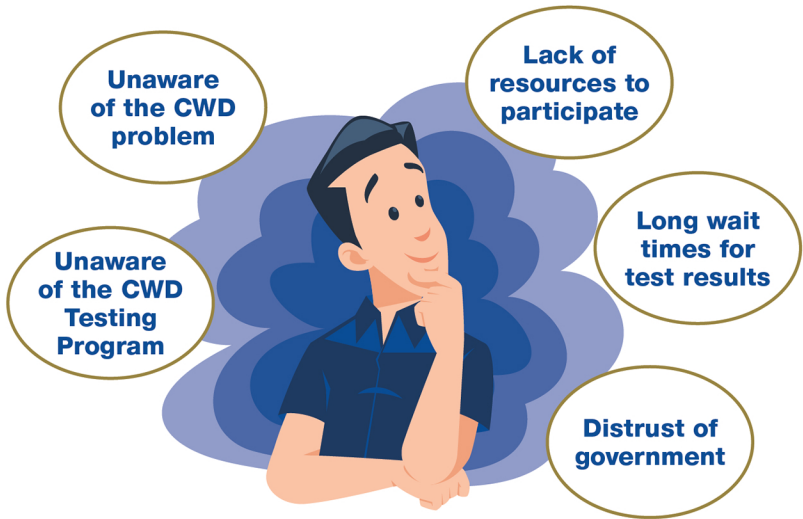 Unaware
of the CWD
problem
Lack of
resources to
participate
Unaware
of the CWD
Testing
Program
Long wait
times for
test results
Distrust of
government